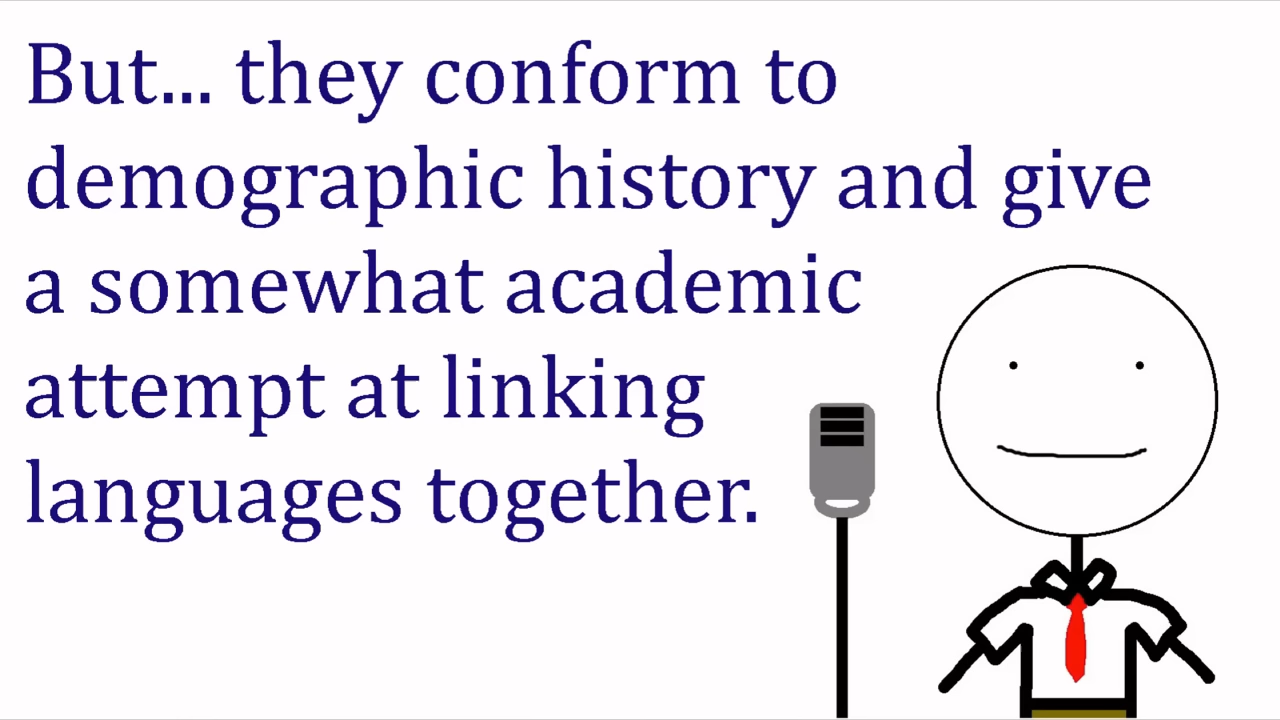 But... they conform to
demographic history and give
a somewhat academic
attempt at linking
languages together.